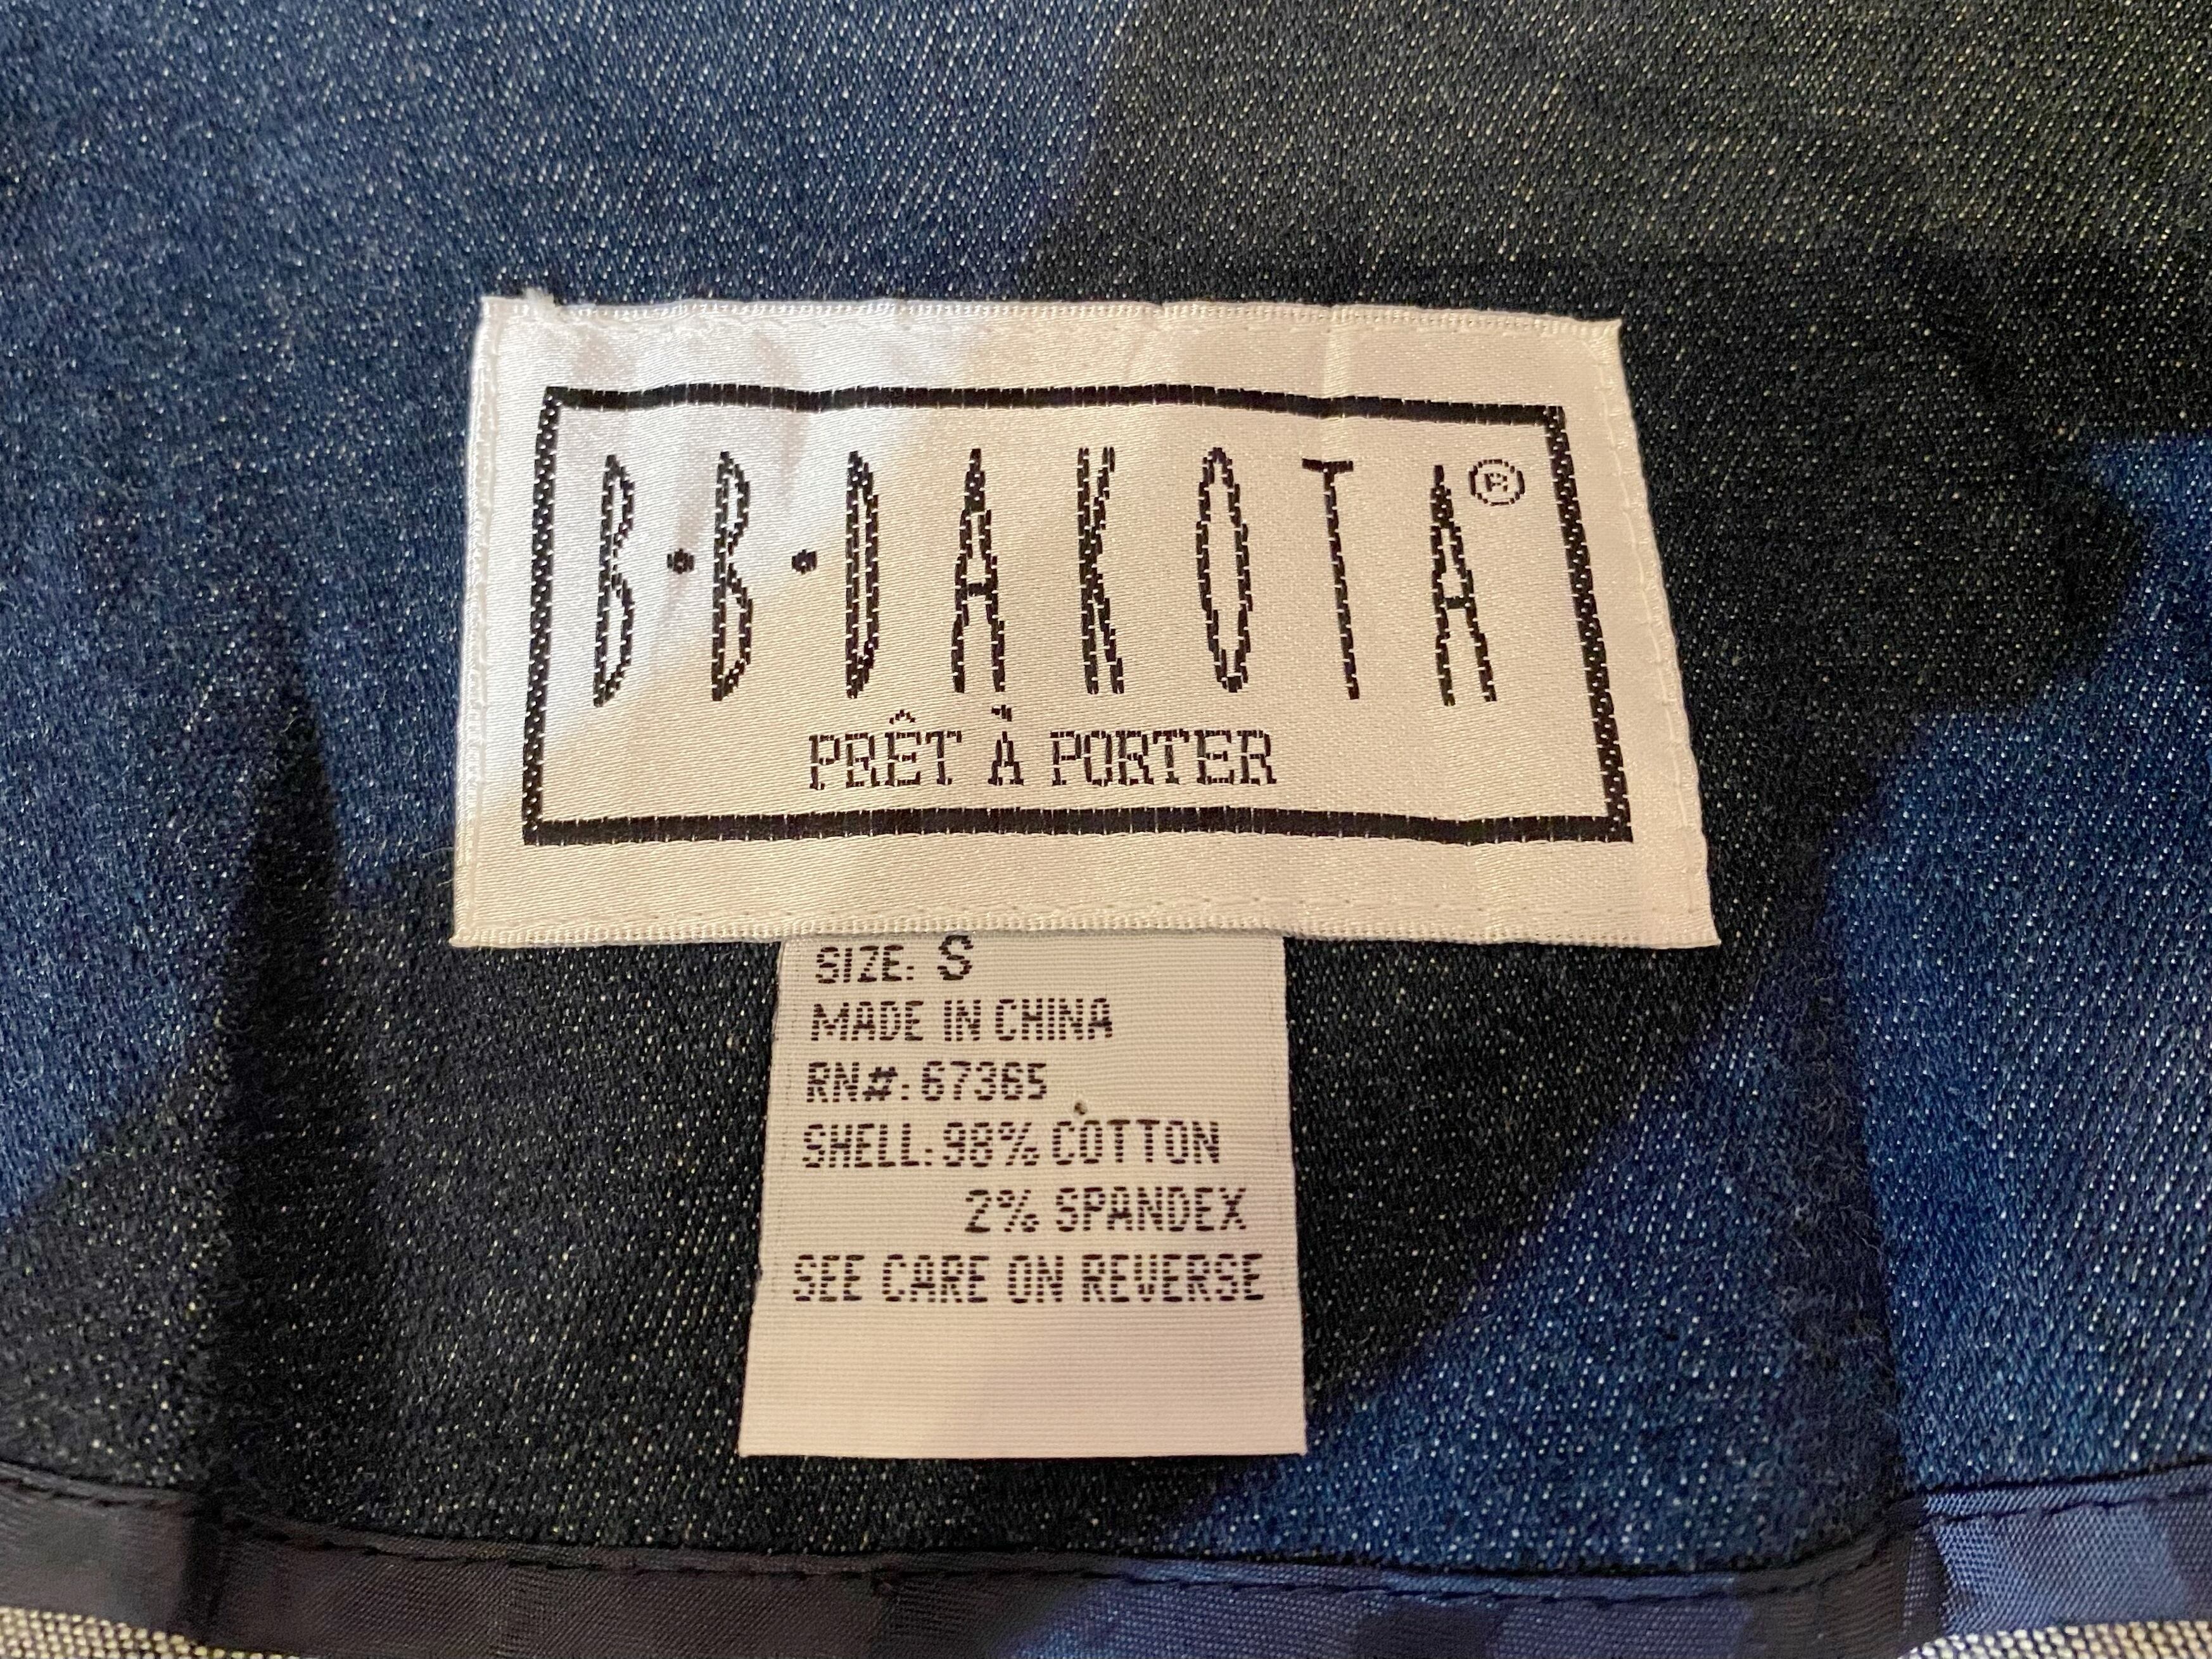 B•B•DAKOTA®
PRÊT À PORTER
SIZE: S
MADE IN CHINA
RN#: 67365
SHELL: 98% COTTON
2% SPANDEX
SEE CARE ON REVERSE